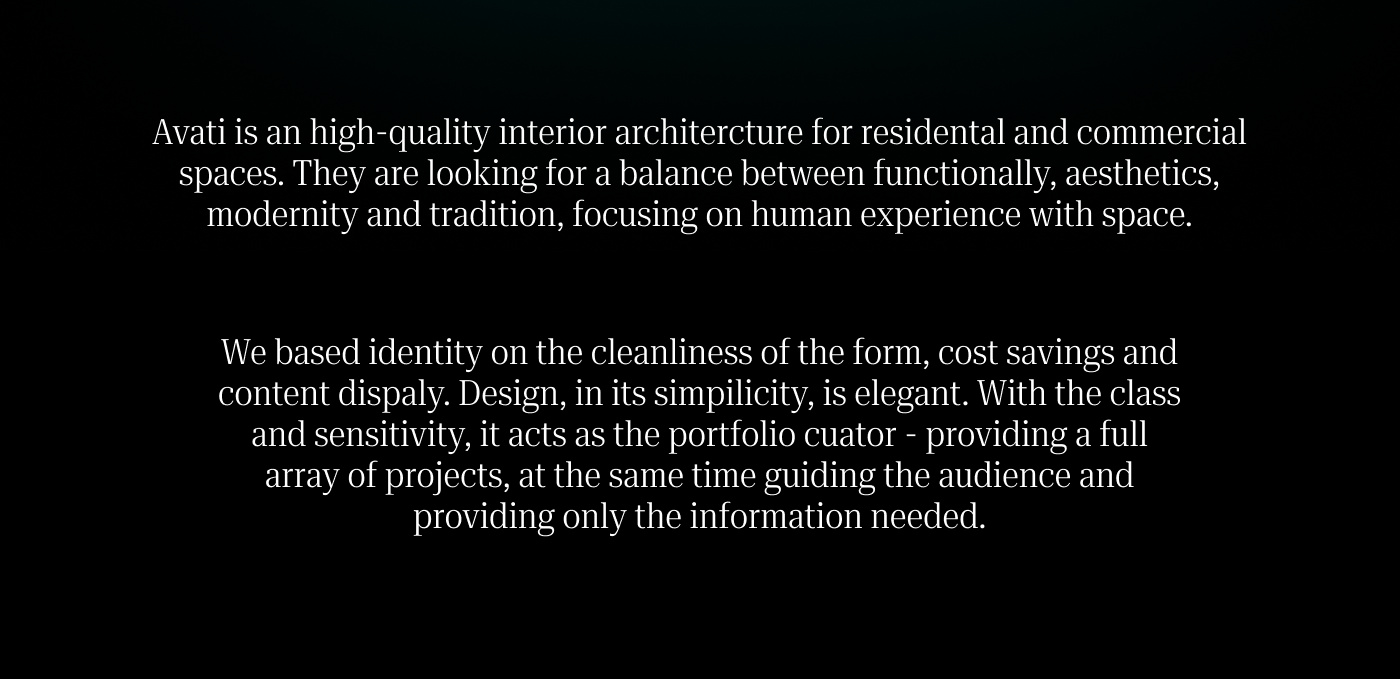 Avati is an high-quality interior architercture for residental and commercial
spaces. They are looking for a balance between functionally, aesthetics,
modernity and tradition, focusing on human experience with space.
We based identity on the cleanliness of the form, cost savings and
content dispaly. Design, in its simpilicity, is elegant. With the class
and sensitivity, it acts as the portfolio cuator - providing a full
array of projects, at the same time guiding the audience and
providing only the information needed.